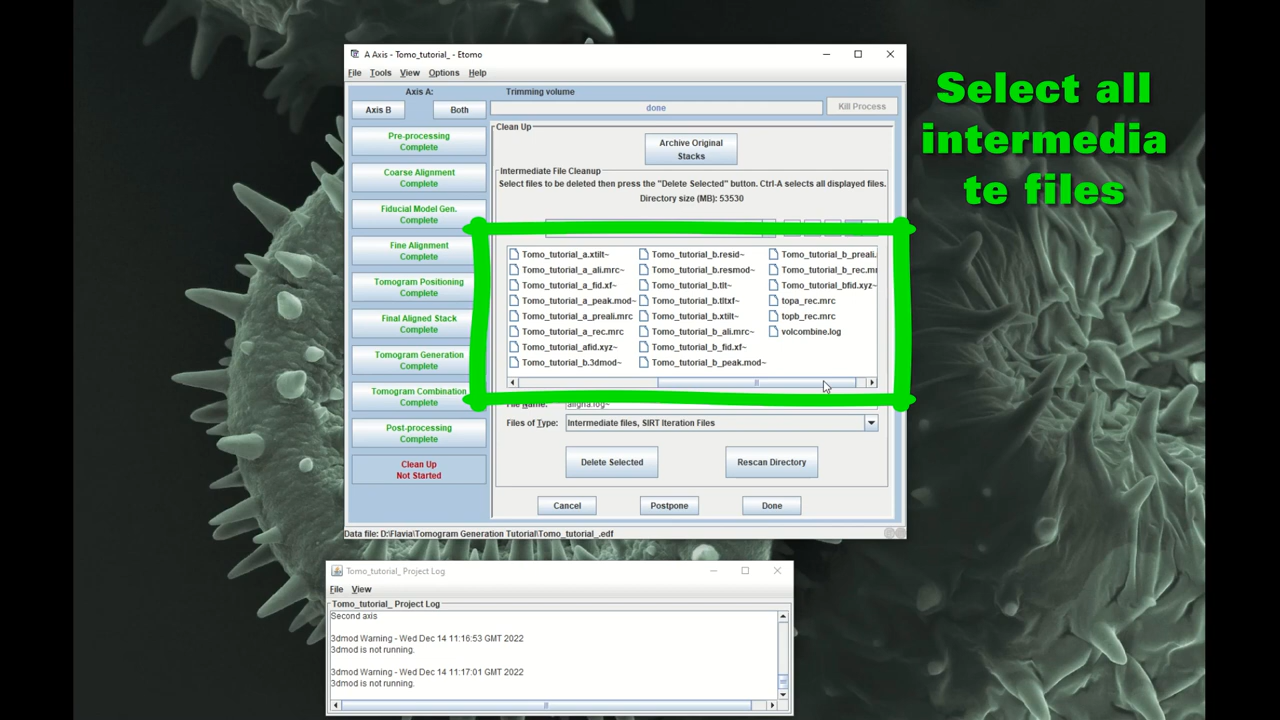 A Axis - Tomo_tutorial_ - Etomo
File Tools View Options Help
Axis A:
Trimming volume
Axis B
Both
done
Kill Process
Pre-processing
Complete
Coarse Alignment
Complete
Fiducial Model Gen.
Complete
Fine Alignment
Complete
Tomogram Positioning
Complete
Final Aligned Stack
Complete
Tomogram Generation
Complete
Tomogram Combination
Complete
Post-processing
Complete
Clean Up
Not Started
Clean Up
Archive Original
Stacks
Intermediate File Cleanup
Select files to be deleted then press the "Delete Selected" button. Ctrl-A selects all displayed files.
Directory size (MB): 53530
Tomo_tutorial_a.xtilt~
Tomo_tutorial_a_ali.mrc~
Tomo_tutorial_a_fid.xf~
Tomo_tutorial_a_peak.mod~
Tomo_tutorial_a_preali.mrc
Tomo_tutorial_a_rec.mrc
Tomo_tutorial_afid.xyz~
Tomo_tutorial_b.3dmod~
Tomo_tutorial_b.resid~
Tomo_tutorial_b.resmod~
Tomo_tutorial_b.tlt~
Tomo_tutorial_b.tltxf~
Tomo_tutorial_b.xtilt~
Tomo_tutorial_b_ali.mrc~
Tomo_tutorial_b_fid.xf~
Tomo_tutorial_b_peak.mod~
Tomo_tutorial_b_preali.
Tomo_tutorial_b_rec.mr
Tomo_tutorial_bfid.xyz~
topa_rec.mrc
topb_rec.mrc
volcombine.log
File Name: aligna.log~
Files of Type: Intermediate files, SIRT Iteration Files
Delete Selected
Rescan Directory
Cancel
Postpone
Done
Data file: D:\Flavia\Tomogram Generation Tutorial\Tomo_tutorial_.edf
Select all
intermedia
te files
Tomo_tutorial_ Project Log
File View
Tomo_tutorial_ Project Log
Second axis
3dmod Warning - Wed Dec 14 11:16:53 GMT 2022
3dmod is not running.
3dmod Warning - Wed Dec 14 11:17:01 GMT 2022
3dmod is not running.